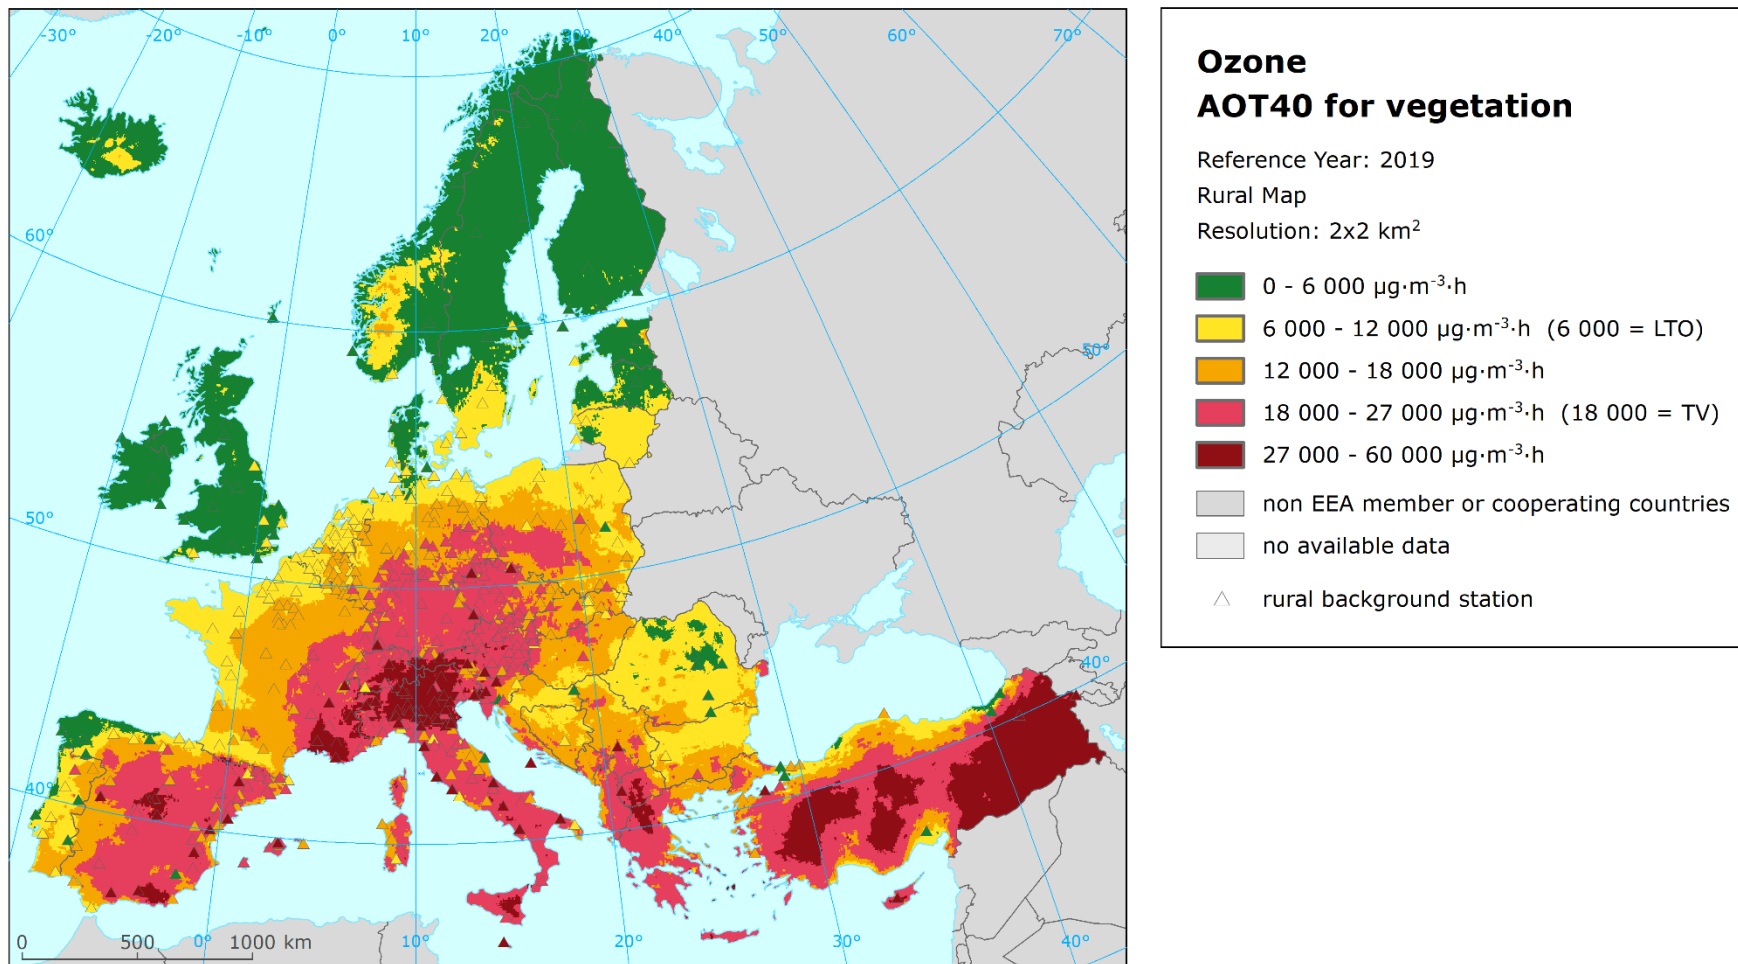 -30° -20° -10° 0° 10° 20° 30° 40° 50° 60° 70°
60°
50°
50°
40°
40°
0 500 1000 km
0° 10° 20° 30° 40°
Ozone
AOT40 for vegetation
Reference Year: 2019
Rural Map
Resolution: 2x2 km²
0 - 6 000 µg·m⁻³·h
6 000 - 12 000 µg·m⁻³·h (6 000 = LTO)
12 000 - 18 000 µg·m⁻³·h
18 000 - 27 000 µg·m⁻³·h (18 000 = TV)
27 000 - 60 000 µg·m⁻³·h
non EEA member or cooperating countries
no available data
rural background station